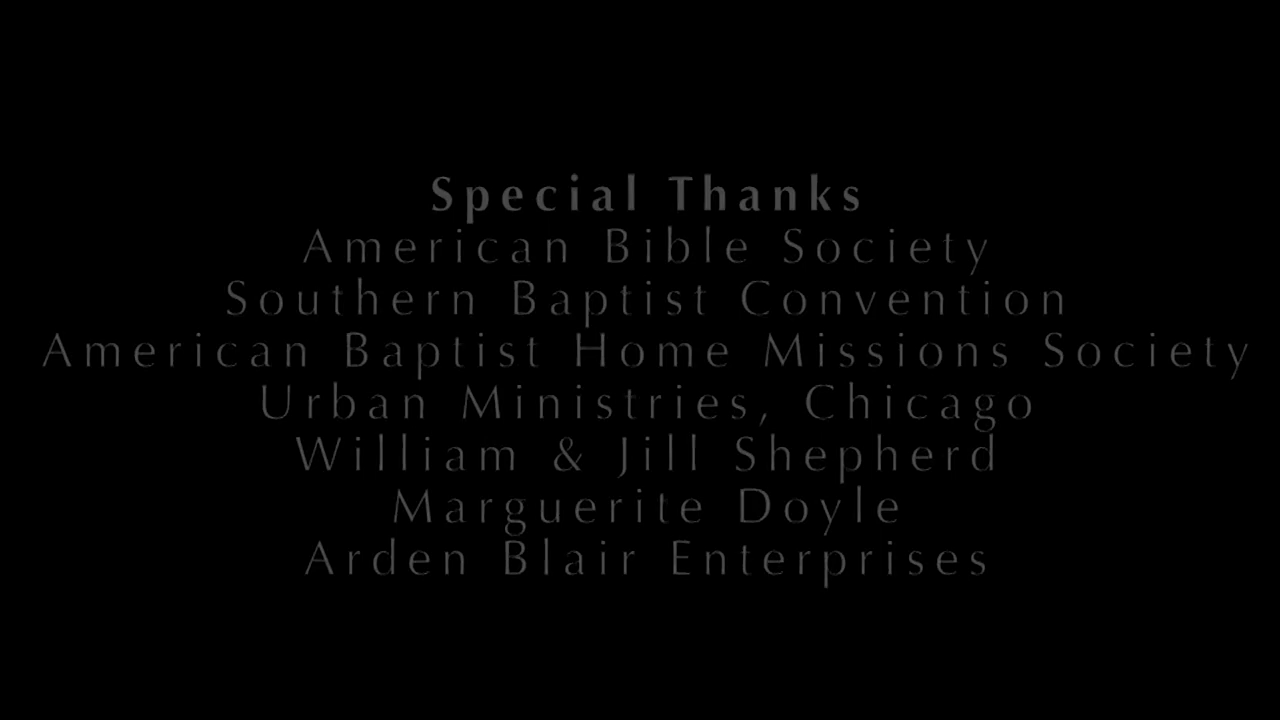 Special Thanks
American Bible Society
Southern Baptist Convention
American Baptist Home Missions Society
Urban Ministries, Chicago
William & Jill Shepherd
Marguerite Doyle
Arden Blair Enterprises